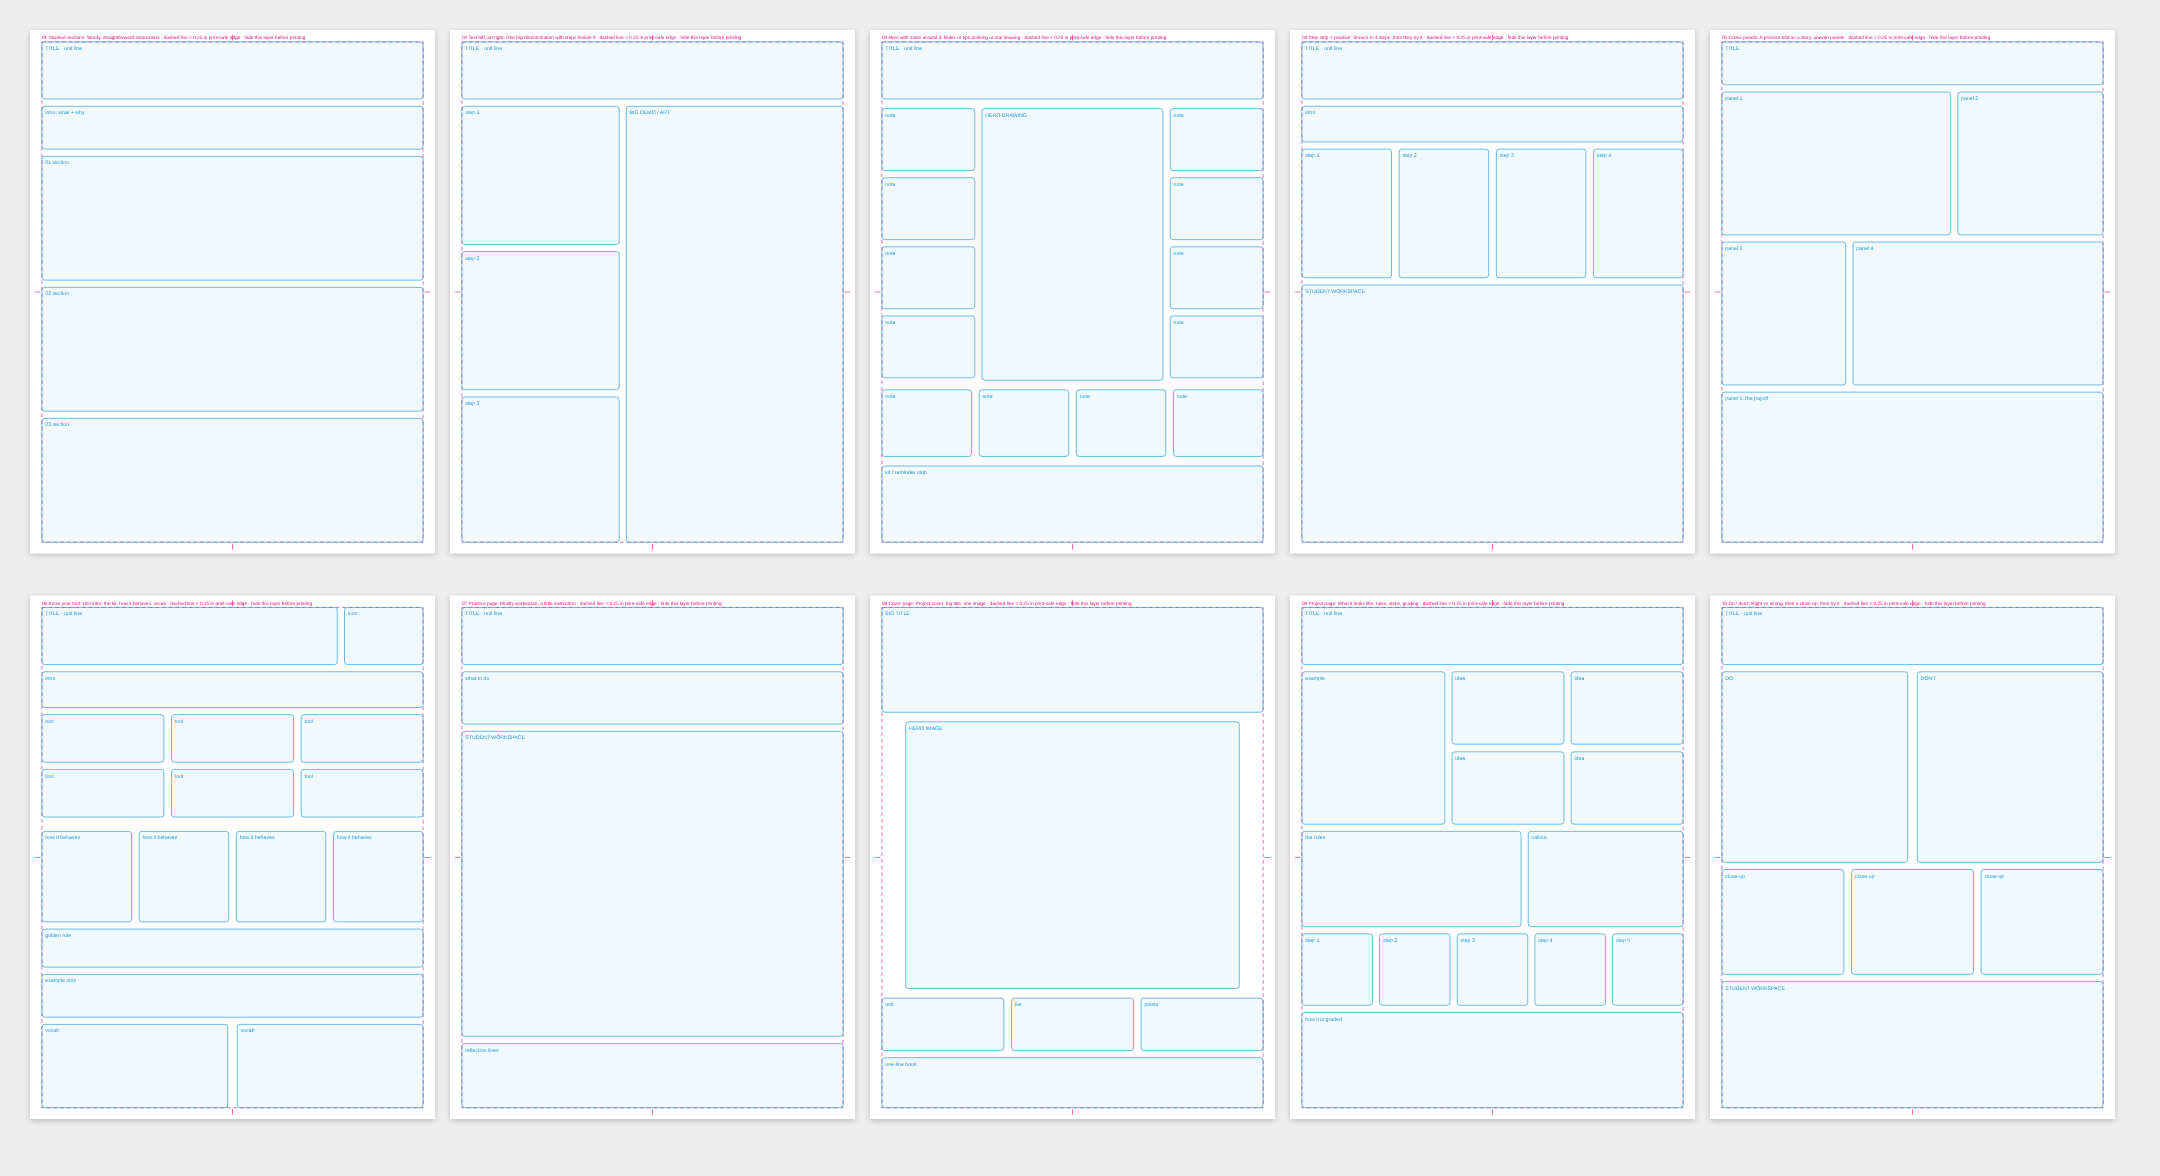 01 Stacked sections: Wordy, straightforward instructions · dashed line = 0.25 in print-safe edge · hide this layer before printing
TITLE · unit line
intro: what + why
01 section
02 section
03 section
02 Text left, art right: One big demonstration with steps beside it · dashed line = 0.25 in print-safe edge · hide this layer before printing
TITLE · unit line
step 1
BIG DEMO / ART
step 2
step 3
03 Hero with notes around it: Rules or tips pointing at one drawing · dashed line = 0.25 in print-safe edge · hide this layer before printing
TITLE · unit line
note
HERO DRAWING
note
note
note
note
note
note
note
note
note
note
note
kit / reminder strip
04 Step strip + practice: Show it in 4 steps, then they try it · dashed line = 0.25 in print-safe edge · hide this layer before printing
TITLE · unit line
intro
step 1
step 2
step 3
step 4
STUDENT WORKSPACE
05 Comic panels: A process told as a story, uneven panels · dashed line = 0.25 in print-safe edge · hide this layer before printing
TITLE
panel 1
panel 2
panel 3
panel 4
panel 5: the payoff
06 Know your tool: Unit intro: the kit, how it behaves, vocab · dashed line = 0.25 in print-safe edge · hide this layer before printing
TITLE · unit line
icon
intro
tool
tool
tool
tool
tool
tool
how it behaves
how it behaves
how it behaves
how it behaves
golden rule
example strip
vocab
vocab
07 Practice page: Mostly workspace, a little instruction · dashed line = 0.25 in print-safe edge · hide this layer before printing
TITLE · unit line
what to do
STUDENT WORKSPACE
reflection lines
08 Cover page: Project cover: big title, one image · dashed line = 0.25 in print-safe edge · hide this layer before printing
BIG TITLE
HERO IMAGE
unit
tier
points
one-line hook
09 Project page: What it looks like, rules, steps, grading · dashed line = 0.25 in print-safe edge · hide this layer before printing
TITLE · unit line
example
idea
idea
idea
idea
the rules
callout
step 1
step 2
step 3
step 4
step 5
how it is graded
10 Do / don't: Right vs wrong, then a close-up, then try it · dashed line = 0.25 in print-safe edge · hide this layer before printing
TITLE · unit line
DO
DON'T
close-up
close-up
close-up
STUDENT WORKSPACE